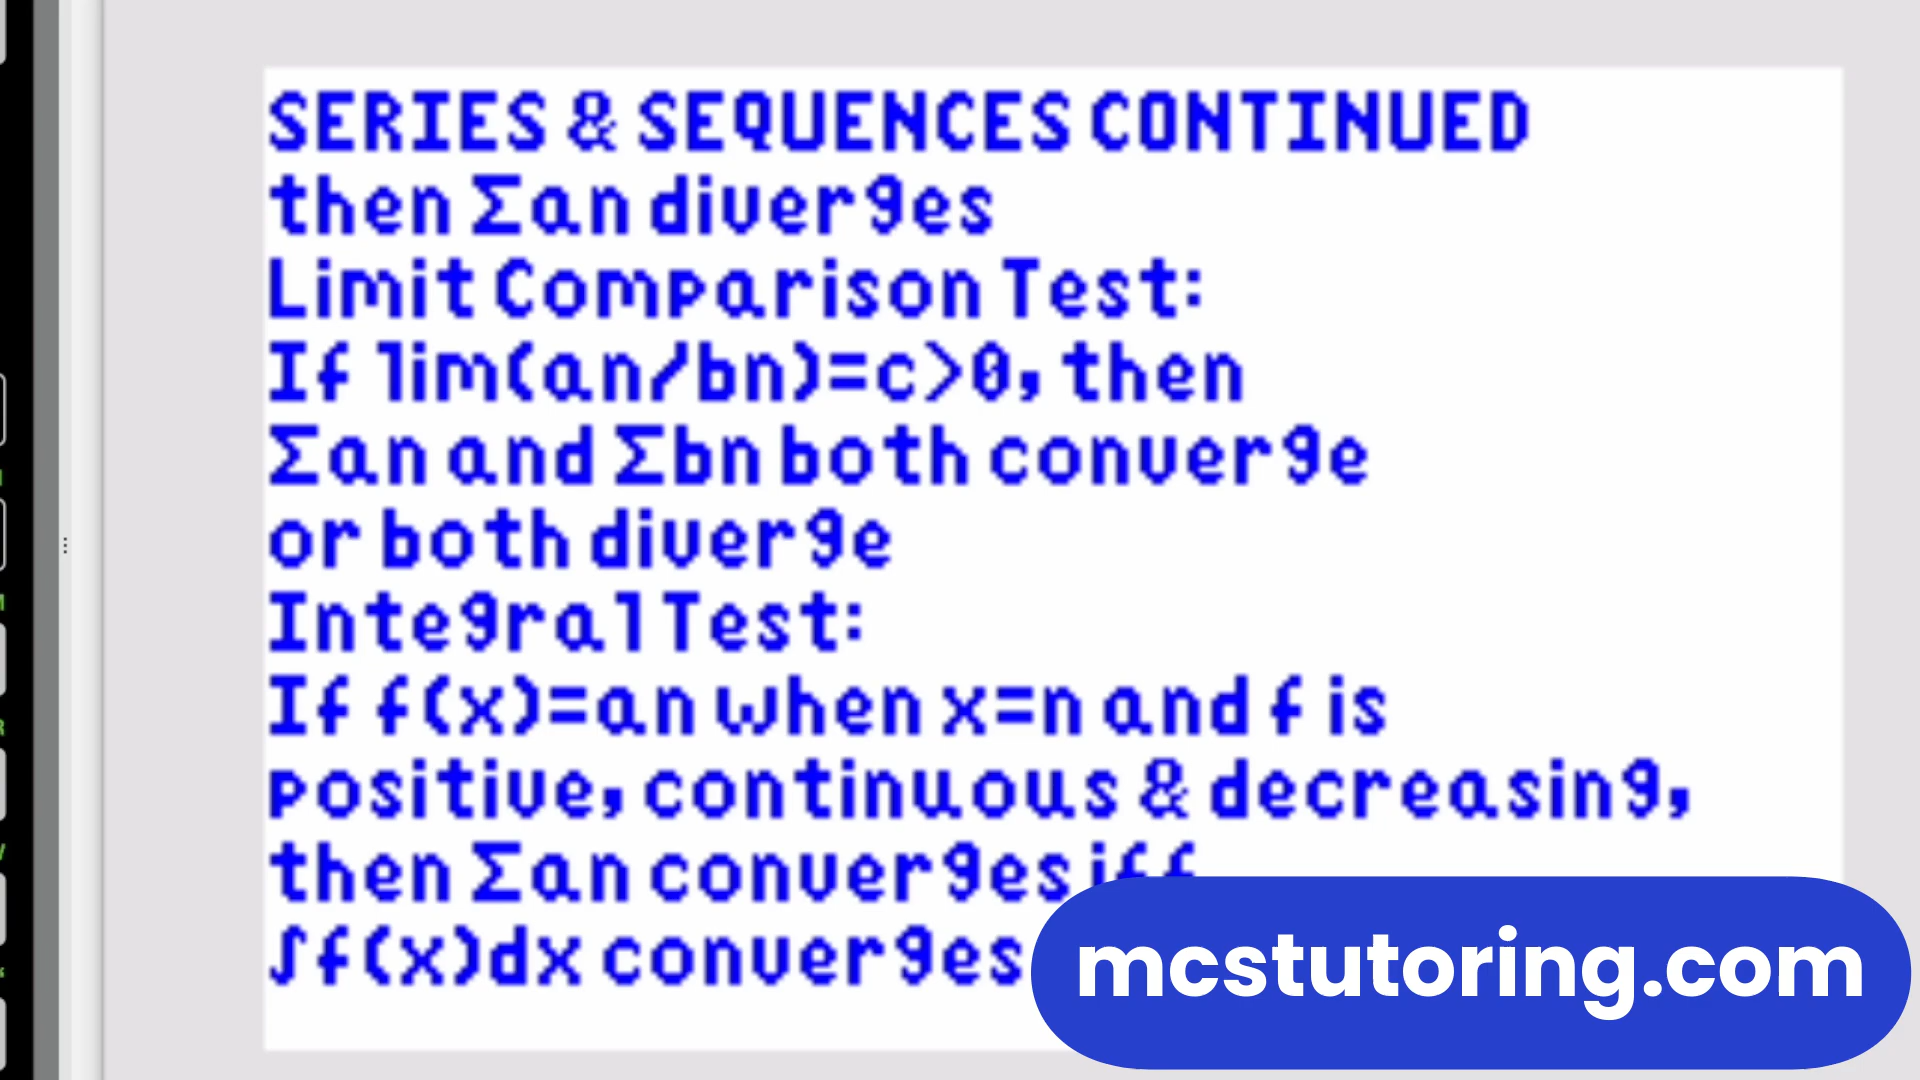 SERIES & SEQUENCES CONTINUED
then Σan diverges
Limit Comparison Test:
If lim(an/bn)=c>0, then
Σan and Σbn both converge
or both diverge
Integral Test:
If f(x)=an when x=n and f is
positive, continuous & decreasing,
then Σan converges iff
∫f(x)dx converges
mcstutoring.com